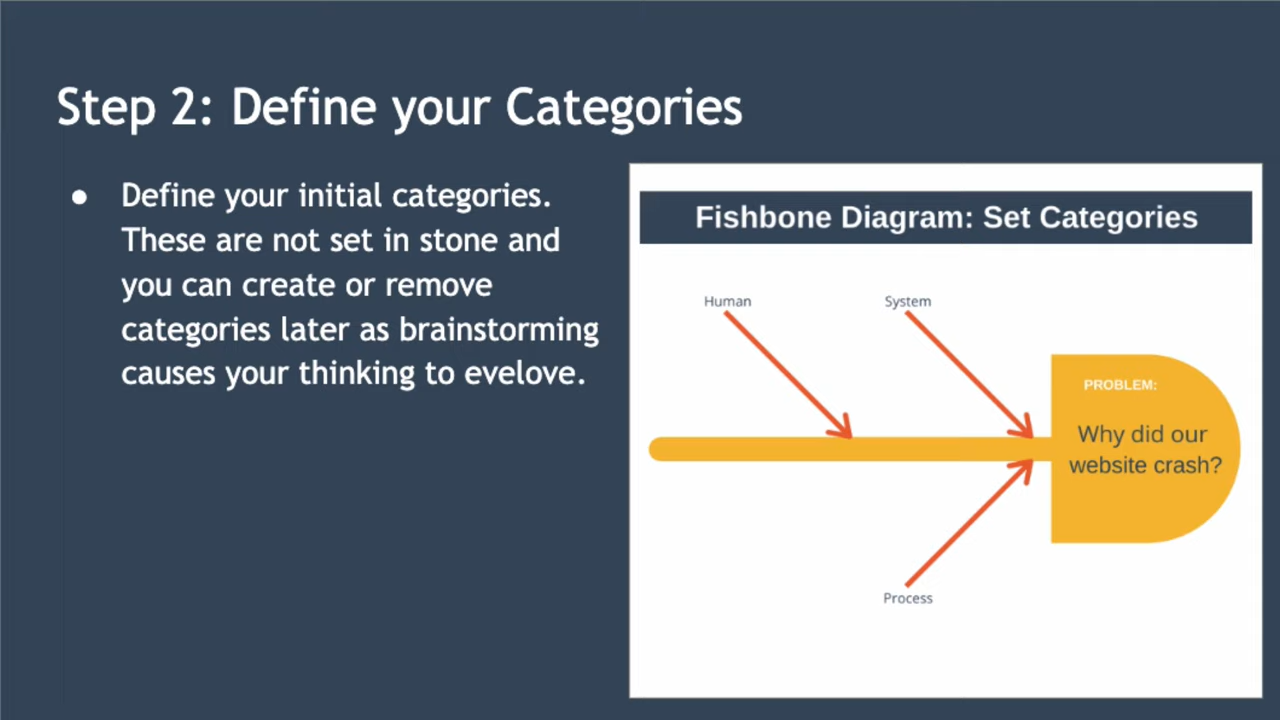 Step 2: Define your Categories
● Define your initial categories.
These are not set in stone and
you can create or remove
categories later as brainstorming
causes your thinking to evelove.
Fishbone Diagram: Set Categories
Human
System
PROBLEM:
Why did our
website crash?
Process